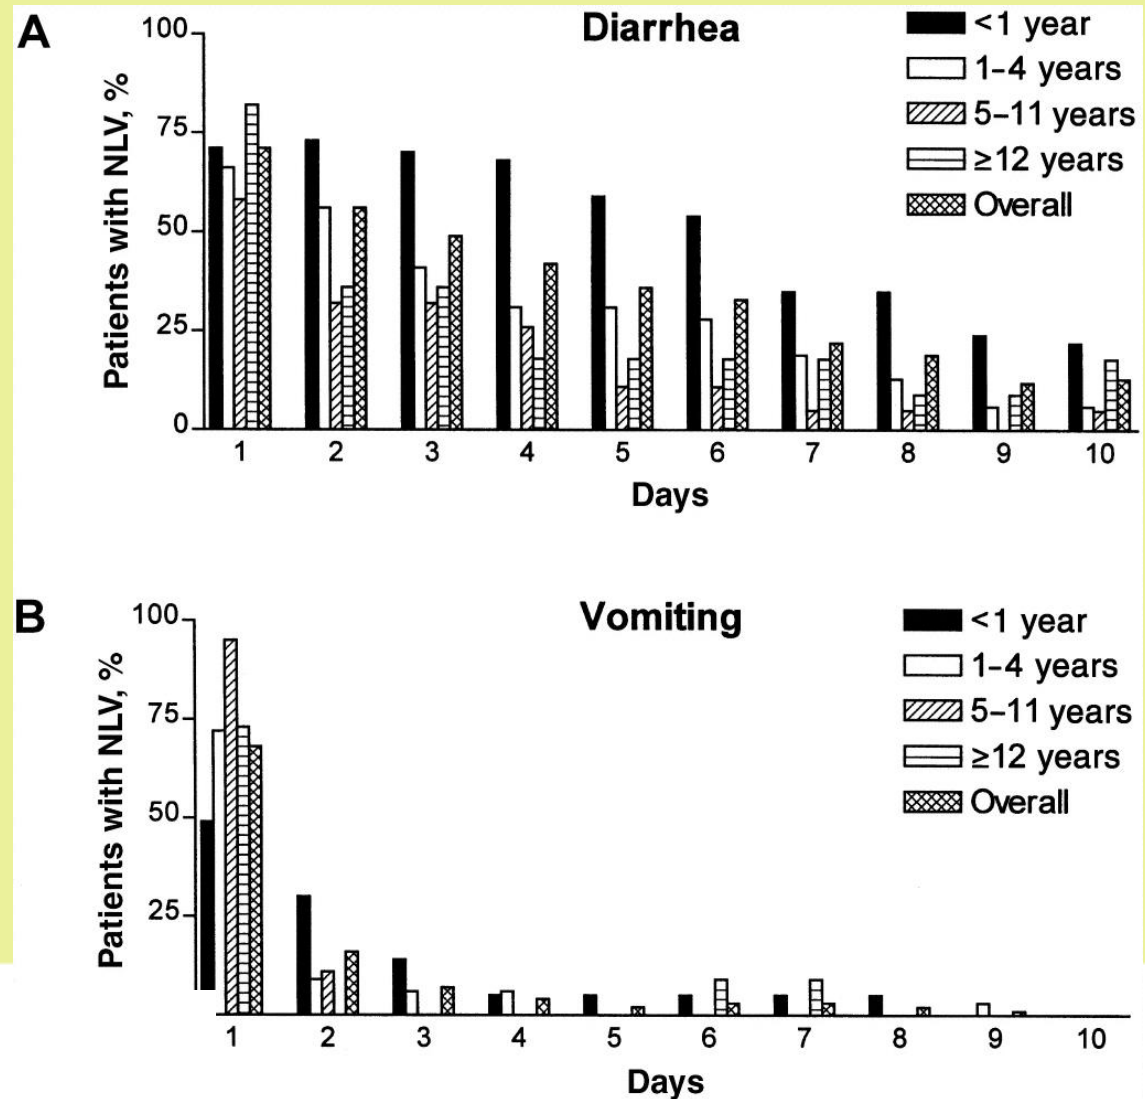 A
Diarrhea
Patients with NLV, %
100
75
50
25
0
<1 year
1–4 years
5–11 years
≥12 years
Overall
1 2 3 4 5 6 7 8 9 10
Days
B
Vomiting
Patients with NLV, %
100
75
50
25
<1 year
1–4 years
5–11 years
≥12 years
Overall
1 2 3 4 5 6 7 8 9 10
Days